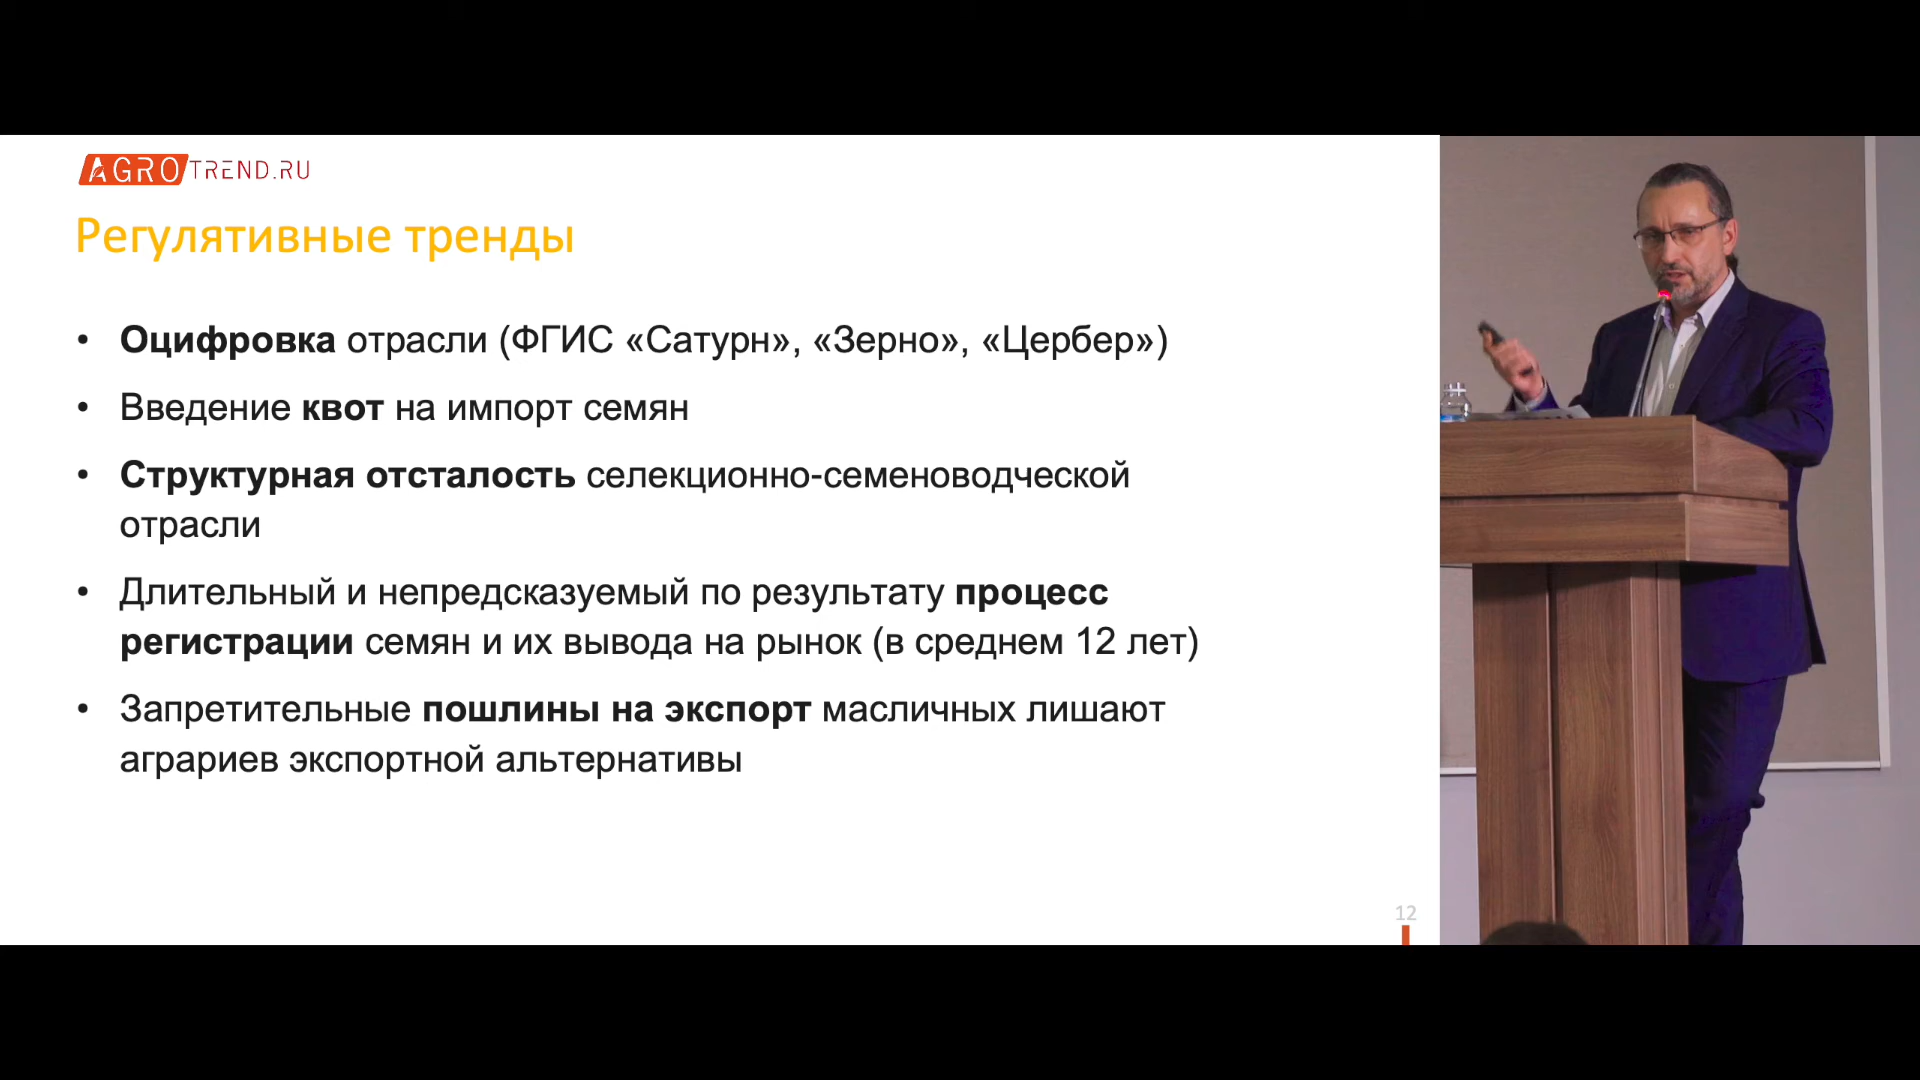 AGROTREND.RU
Регулятивные тренды
• Оцифровка отрасли (ФГИС «Сатурн», «Зерно», «Цербер»)
• Введение квот на импорт семян
• Структурная отсталость селекционно-семеноводческой
отрасли
• Длительный и непредсказуемый по результату процесс
регистрации семян и их вывода на рынок (в среднем 12 лет)
• Запретительные пошлины на экспорт масличных лишают
аграриев экспортной альтернативы
12